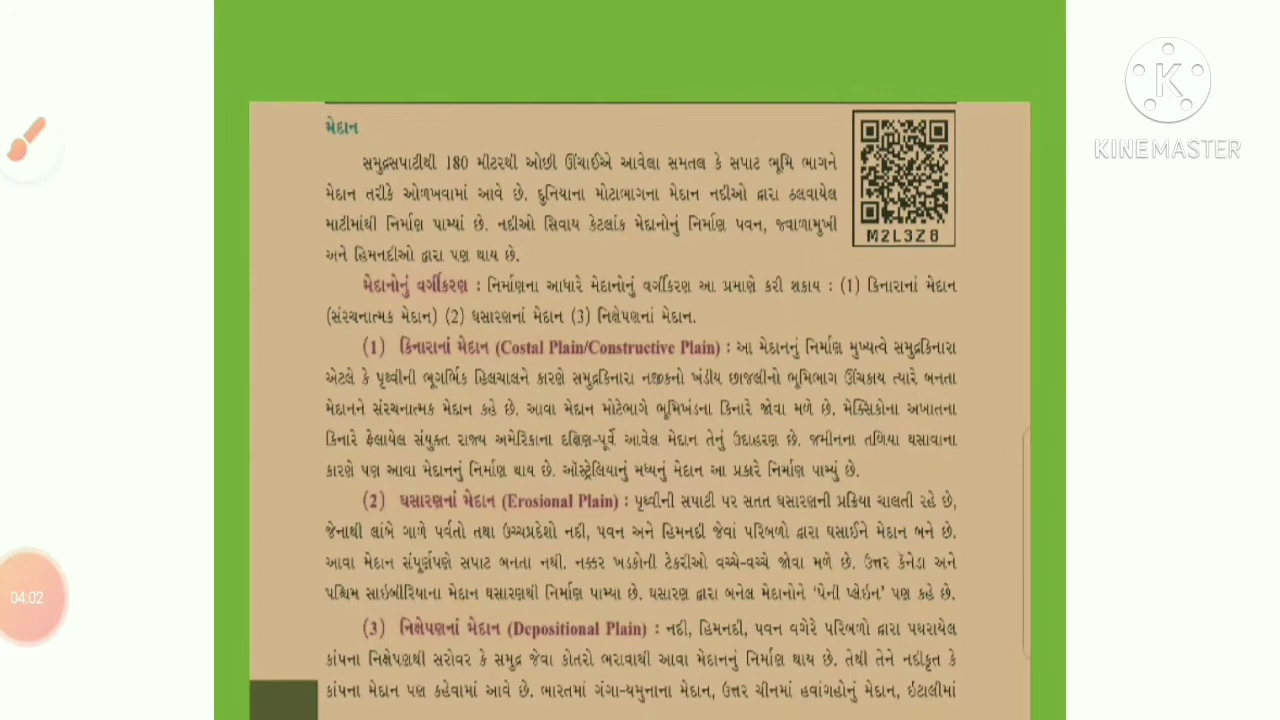 KINEMASTER
મેદાન
સમુદ્રસપાટીથી 180 મીટરથી ઓછી ઊંચાઈએ આવેલા સમતલ કે સપાટ ભૂમિ ભાગને
મેદાન તરીકે ઓળખવામાં આવે છે. દુનિયાના મોટાભાગના મેદાન નદીઓ દ્વારા ઠલવાયેલ
માટીમાંથી નિર્માણ પામ્યાં છે. નદીઓ સિવાય કેટલાંક મેદાનોનું નિર્માણ પવન, જ્વાળામુખી
અને હિમનદીઓ દ્વારા પણ થાય છે.
M2L3Z8
મેદાનોનું વર્ગીકરણ : નિર્માણના આધારે મેદાનોનું વર્ગીકરણ આ પ્રમાણે કરી શકાય : (1) કિનારાનાં મેદાન
(સંરચનાત્મક મેદાન) (2) ઘસારણનાં મેદાન (3) નિક્ષેપણનાં મેદાન.
(1) કિનારાનાં મેદાન (Costal Plain/Constructive Plain) : આ મેદાનનું નિર્માણ મુખ્યત્વે સમુદ્રકિનારા
એટલે કે પૃથ્વીની ભૂગર્ભિક હિલચાલને કારણે સમુદ્રકિનારા નજીકનો ખંડીય છાજલીનો ભૂમિભાગ ઊંચકાય ત્યારે બનતા
મેદાનને સંરચનાત્મક મેદાન કહે છે. આવા મેદાન મોટેભાગે ભૂમિખંડના કિનારે જોવા મળે છે. મેક્સિકોના અખાતના
કિનારે ફેલાયેલ સંયુક્ત રાજ્ય અમેરિકાના દક્ષિણ-પૂર્વે આવેલ મેદાન તેનું ઉદાહરણ છે. જમીનના તળિયા ઘસાવાના
કારણે પણ આવા મેદાનનું નિર્માણ થાય છે. ઑસ્ટ્રેલિયાનું મધ્યનું મેદાન આ પ્રકારે નિર્માણ પામ્યું છે.
(2) ઘસારણનાં મેદાન (Erosional Plain) : પૃથ્વીની સપાટી પર સતત ઘસારણની પ્રક્રિયા ચાલતી રહે છે,
જેનાથી લાંબે ગાળે પર્વતો તથા ઉચ્ચપ્રદેશો નદી, પવન અને હિમનદી જેવાં પરિબળો દ્વારા ઘસાઈને મેદાન બને છે.
આવા મેદાન સંપૂર્ણપણે સપાટ બનતા નથી. નક્કર ખડકોની ટેકરીઓ વચ્ચે-વચ્ચે જોવા મળે છે. ઉત્તર કૅનેડા અને
પશ્ચિમ સાઇબીરિયાના મેદાન ઘસારણથી નિર્માણ પામ્યા છે. ઘસારણ દ્વારા બનેલ મેદાનોને ‘પેની પ્લેઇન’ પણ કહે છે.
04:02
(3) નિક્ષેપણનાં મેદાન (Depositional Plain) : નદી, હિમનદી, પવન વગેરે પરિબળો દ્વારા પથરાયેલ
કાંપના નિક્ષેપણથી સરોવર કે સમુદ્ર જેવા કોતરો ભરાવાથી આવા મેદાનનું નિર્માણ થાય છે. તેથી તેને નદીકૃત કે
કાંપના મેદાન પણ કહેવામાં આવે છે. ભારતમાં ગંગા-યમુનાના મેદાન, ઉત્તર ચીનમાં હવાંગહોનું મેદાન, ઇટાલીમાં